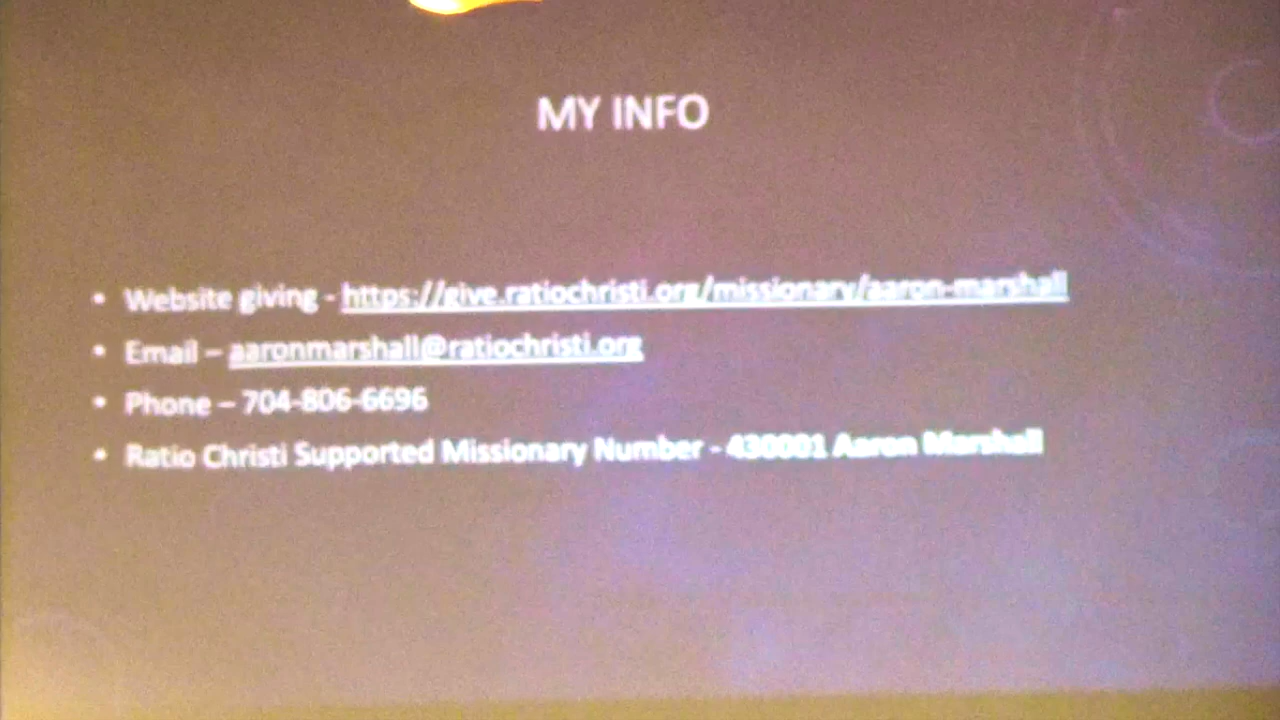 MY INFO
• Website giving - https://give.ratiochristi.org/missionary/aaron-marshall
• Email – aaronmarshall@ratiochristi.org
• Phone – 704-806-6696
• Ratio Christi Supported Missionary Number - 430001 Aaron Marshall